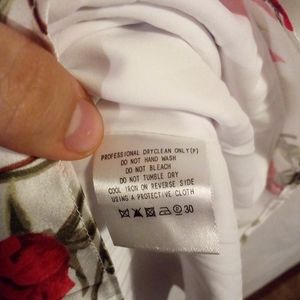 PROFESSIONAL DRYCLEAN ONLY(P)
DO NOT HAND WASH
DO NOT BLEACH
DO NOT TUMBLE DRY
COOL IRON ON REVERSE SIDE
USING A PROTECTIVE CLOTH
30